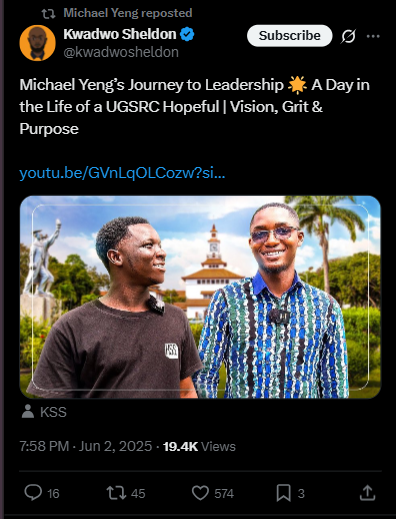 Michael Yeng reposted
Kwadwo Sheldon
@kwadwosheldon
Subscribe
Michael Yeng's Journey to Leadership 🌟 A Day in
the Life of a UGSRC Hopeful | Vision, Grit &
Purpose
youtu.be/GVnLqOLCozw?si...
KSS
KSS
7:58 PM · Jun 2, 2025 · 19.4K Views
16
45
574
3